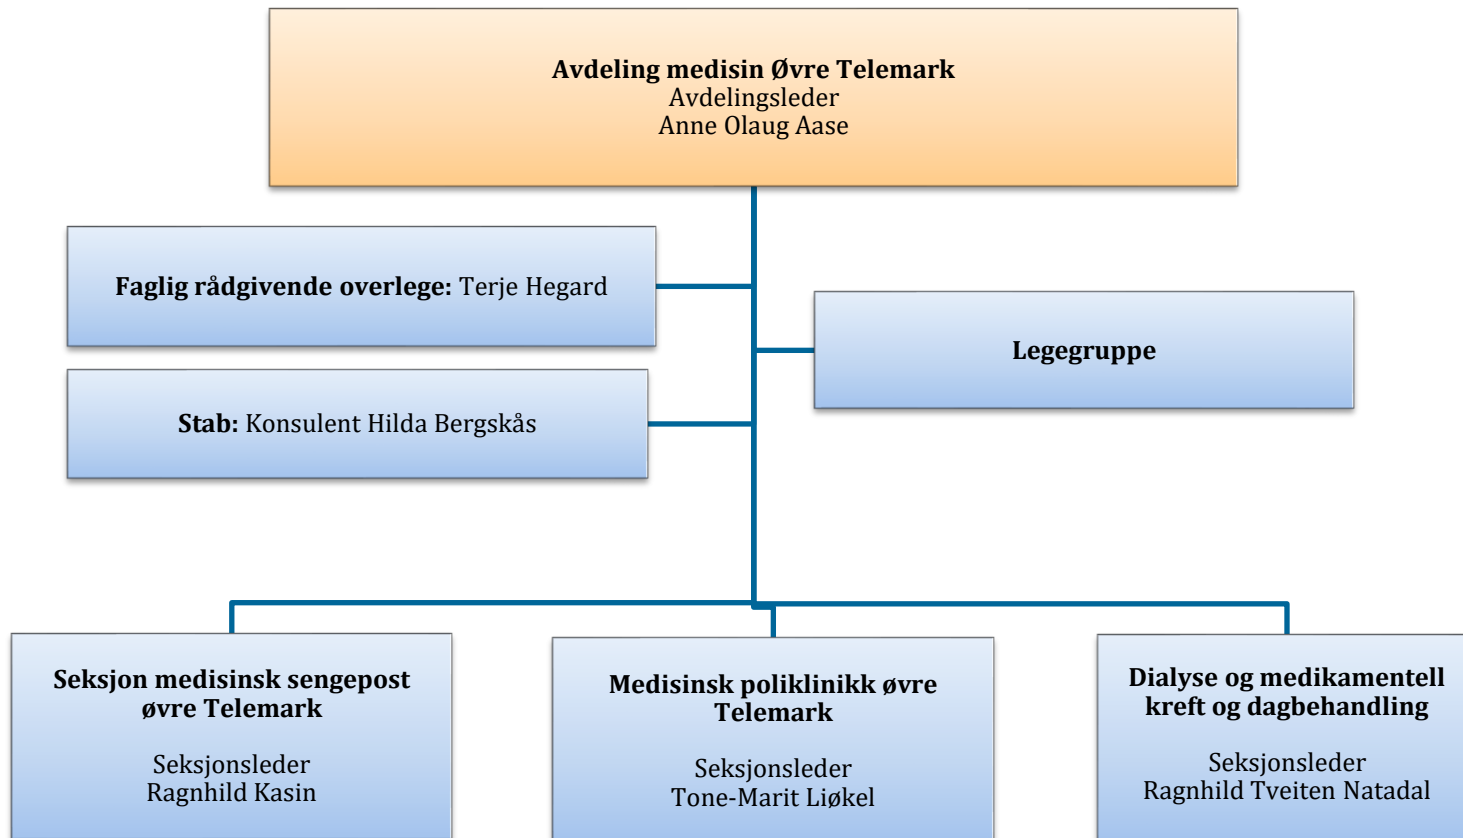 Avdeling medisin Øvre Telemark
Avdelingsleder
Anne Olaug Aase
Faglig rådgivende overlege: Terje Hegard
Legegruppe
Stab: Konsulent Hilda Bergskås
Seksjon medisinsk sengepost
øvre Telemark
Seksjonsleder
Ragnhild Kasin
Medisinsk poliklinikk øvre
Telemark
Seksjonsleder
Tone-Marit Liøkel
Dialyse og medikamentell
kreft og dagbehandling
Seksjonsleder
Ragnhild Tveiten Natadal